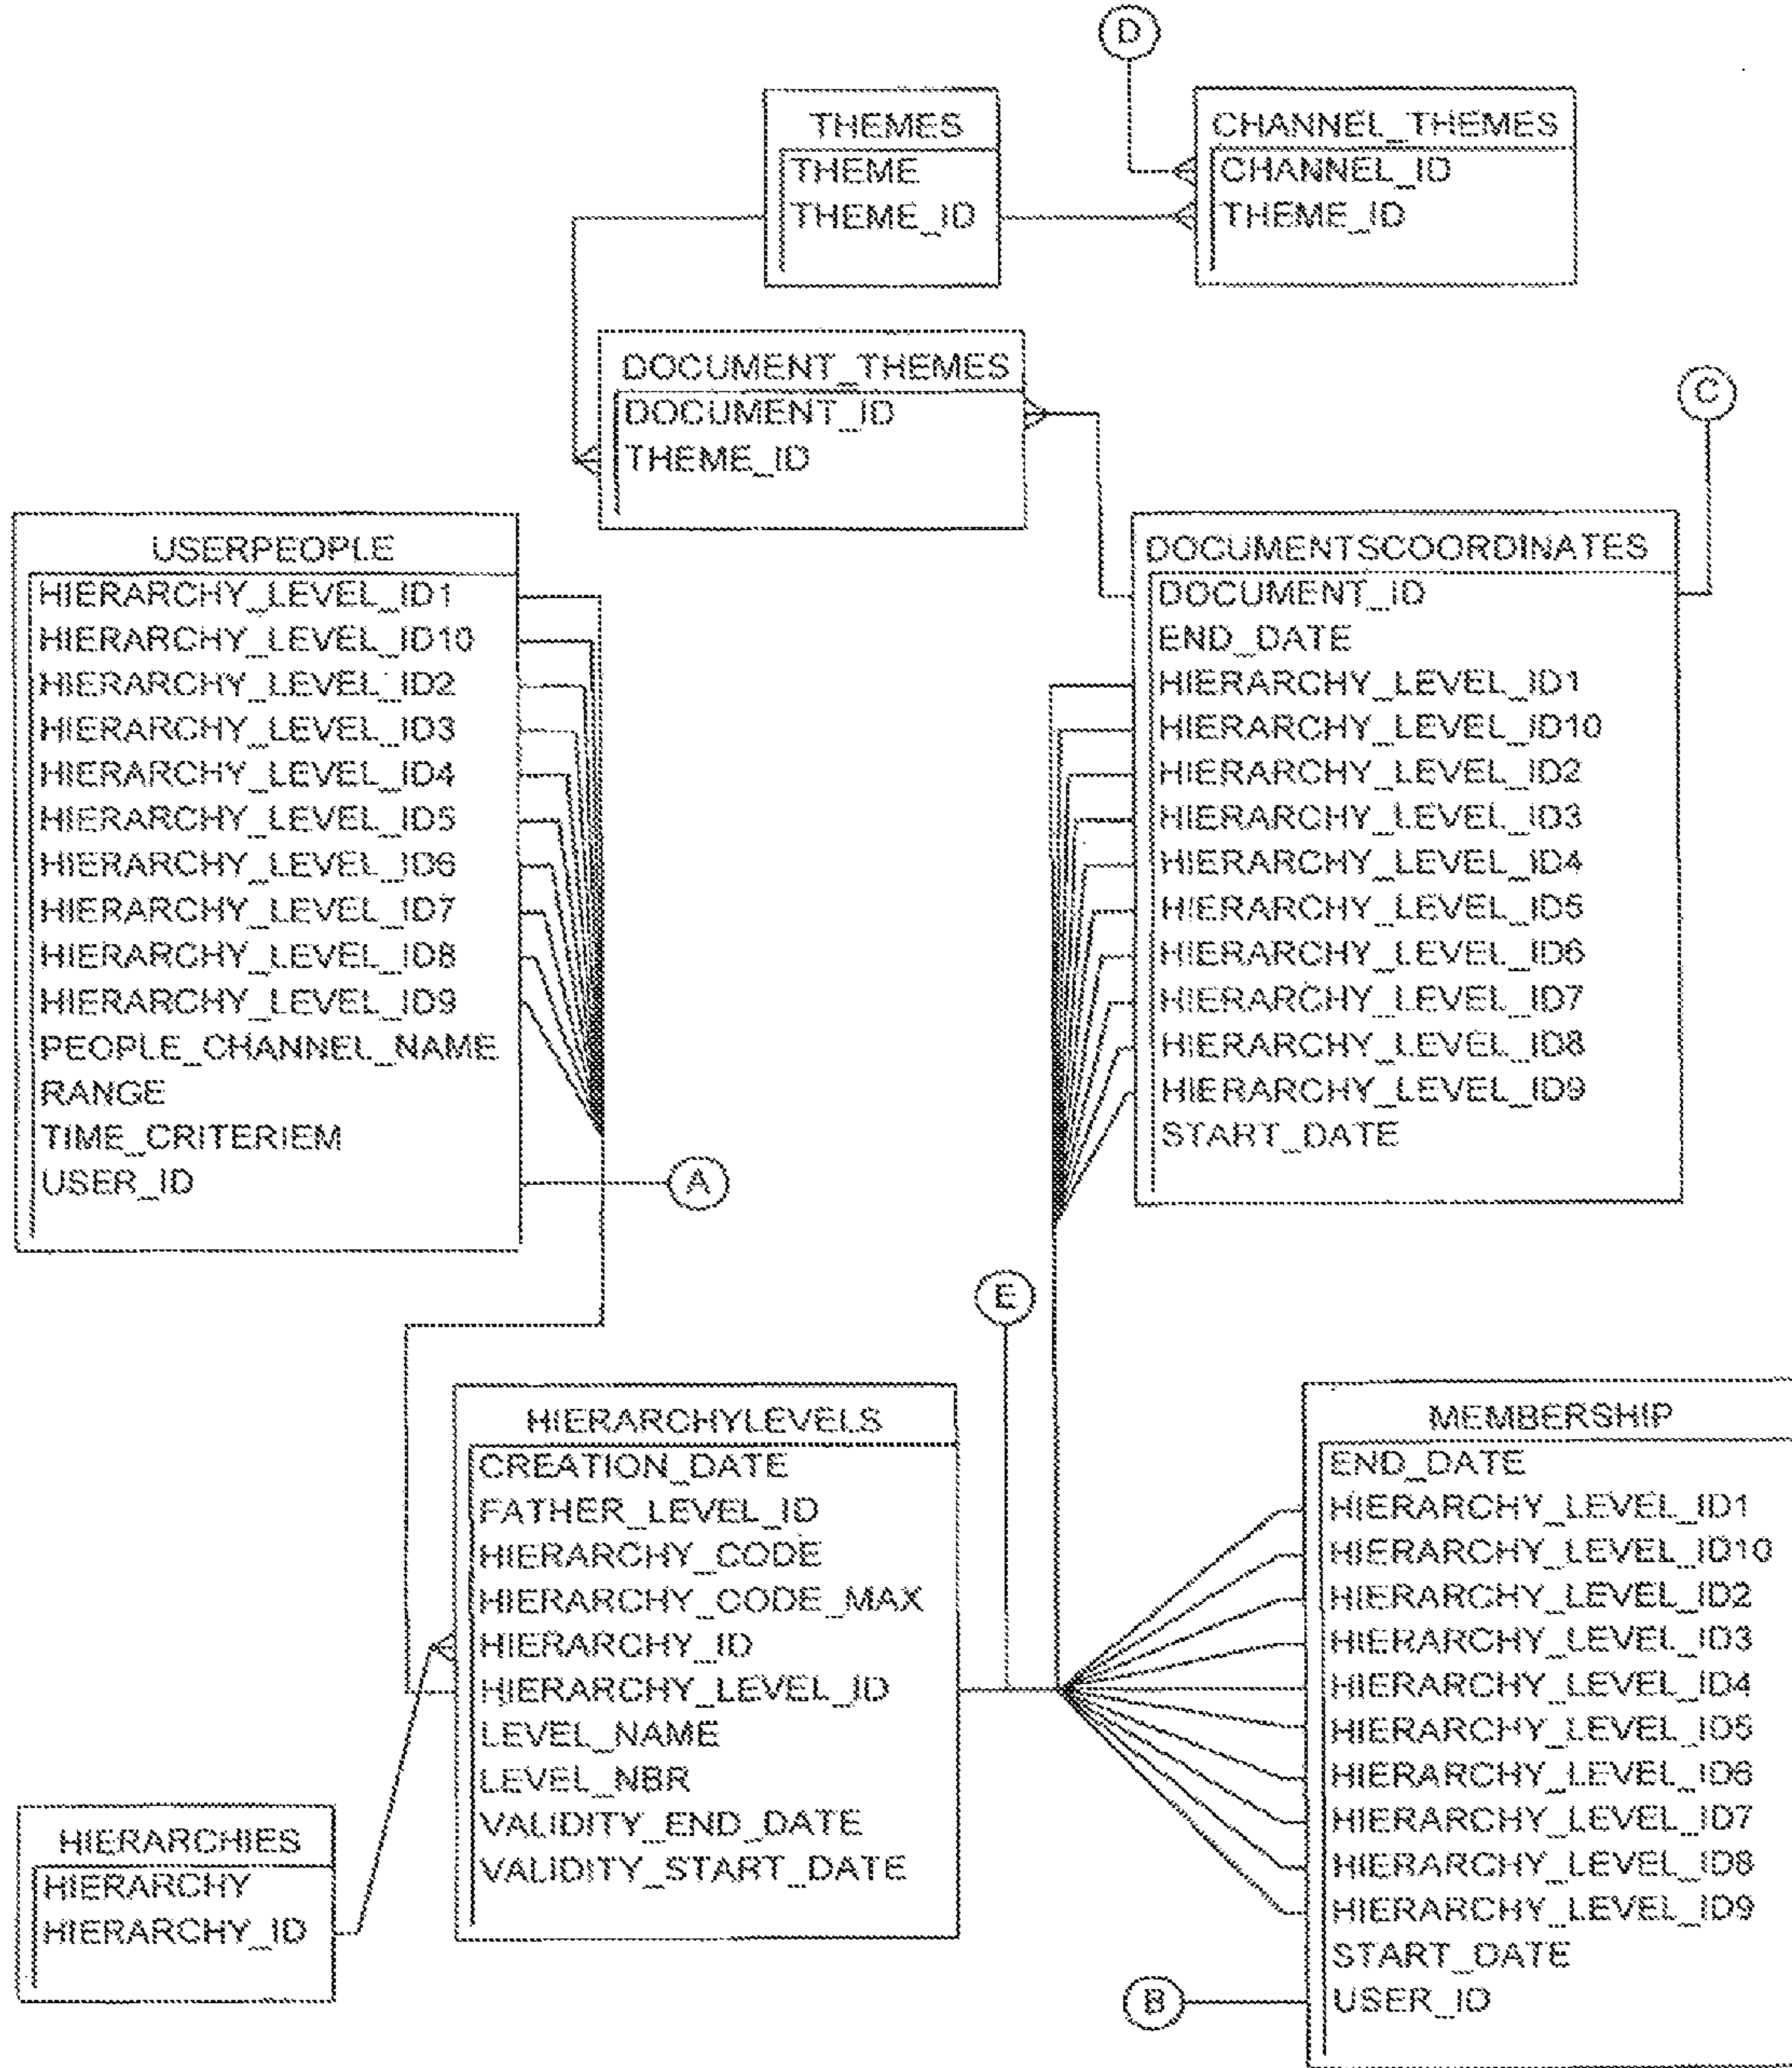 D
THEMES
THEME
THEME_ID
CHANNEL_THEMES
CHANNEL_ID
THEME_ID
DOCUMENT_THEMES
DOCUMENT_ID
THEME_ID
C
USERPEOPLE
HIERARCHY_LEVEL_ID1
HIERARCHY_LEVEL_ID10
HIERARCHY_LEVEL_ID2
HIERARCHY_LEVEL_ID3
HIERARCHY_LEVEL_ID4
HIERARCHY_LEVEL_ID5
HIERARCHY_LEVEL_ID6
HIERARCHY_LEVEL_ID7
HIERARCHY_LEVEL_ID8
HIERARCHY_LEVEL_ID9
PEOPLE_CHANNEL_NAME
RANGE
TIME_CRITERIEM
USER_ID
A
DOCUMENTSCOORDINATES
DOCUMENT_ID
END_DATE
HIERARCHY_LEVEL_ID1
HIERARCHY_LEVEL_ID10
HIERARCHY_LEVEL_ID2
HIERARCHY_LEVEL_ID3
HIERARCHY_LEVEL_ID4
HIERARCHY_LEVEL_ID5
HIERARCHY_LEVEL_ID6
HIERARCHY_LEVEL_ID7
HIERARCHY_LEVEL_ID8
HIERARCHY_LEVEL_ID9
START_DATE
E
HIERARCHYLEVELS
CREATION_DATE
FATHER_LEVEL_ID
HIERARCHY_CODE
HIERARCHY_CODE_MAX
HIERARCHY_ID
HIERARCHY_LEVEL_ID
LEVEL_NAME
LEVEL_NBR
VALIDITY_END_DATE
VALIDITY_START_DATE
HIERARCHIES
HIERARCHY
HIERARCHY_ID
MEMBERSHIP
END_DATE
HIERARCHY_LEVEL_ID1
HIERARCHY_LEVEL_ID10
HIERARCHY_LEVEL_ID2
HIERARCHY_LEVEL_ID3
HIERARCHY_LEVEL_ID4
HIERARCHY_LEVEL_ID5
HIERARCHY_LEVEL_ID6
HIERARCHY_LEVEL_ID7
HIERARCHY_LEVEL_ID8
HIERARCHY_LEVEL_ID9
START_DATE
USER_ID
B